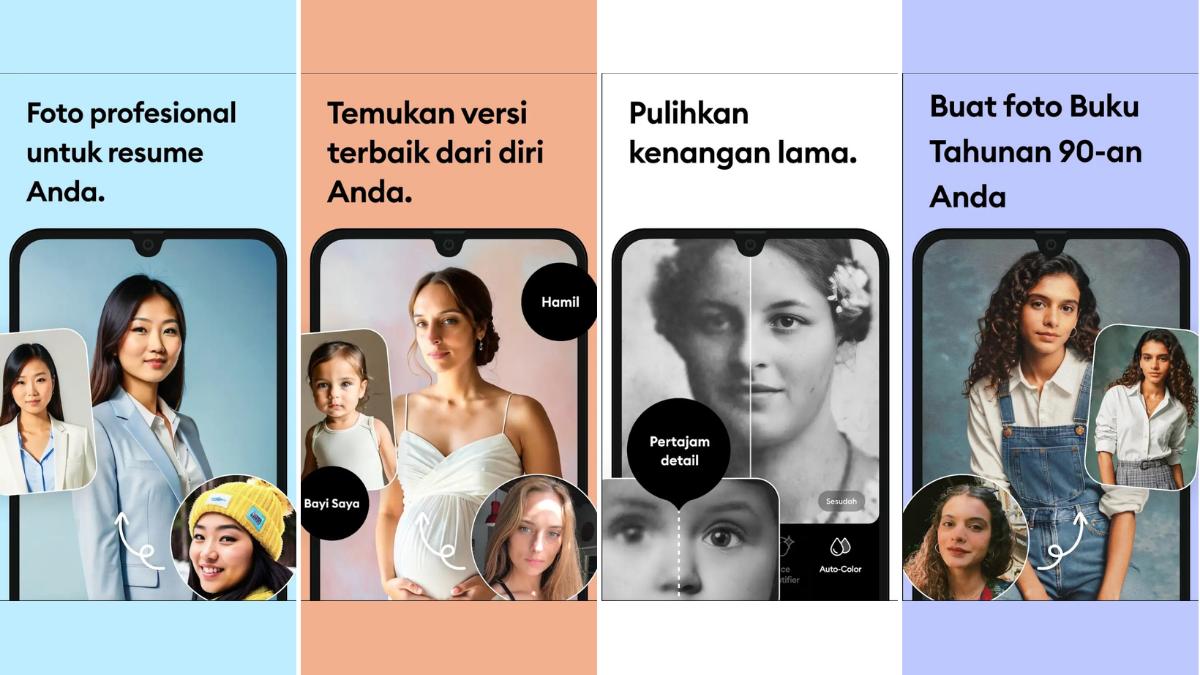 Foto profesional
untuk resume
Anda.
Temukan versi
terbaik dari diri
Anda.
Hamil
Bayi Saya
Pulihkan
kenangan lama.
Pertajam
detail
Sesudah
Auto-Color
Buat foto Buku
Tahunan 90-an
Anda